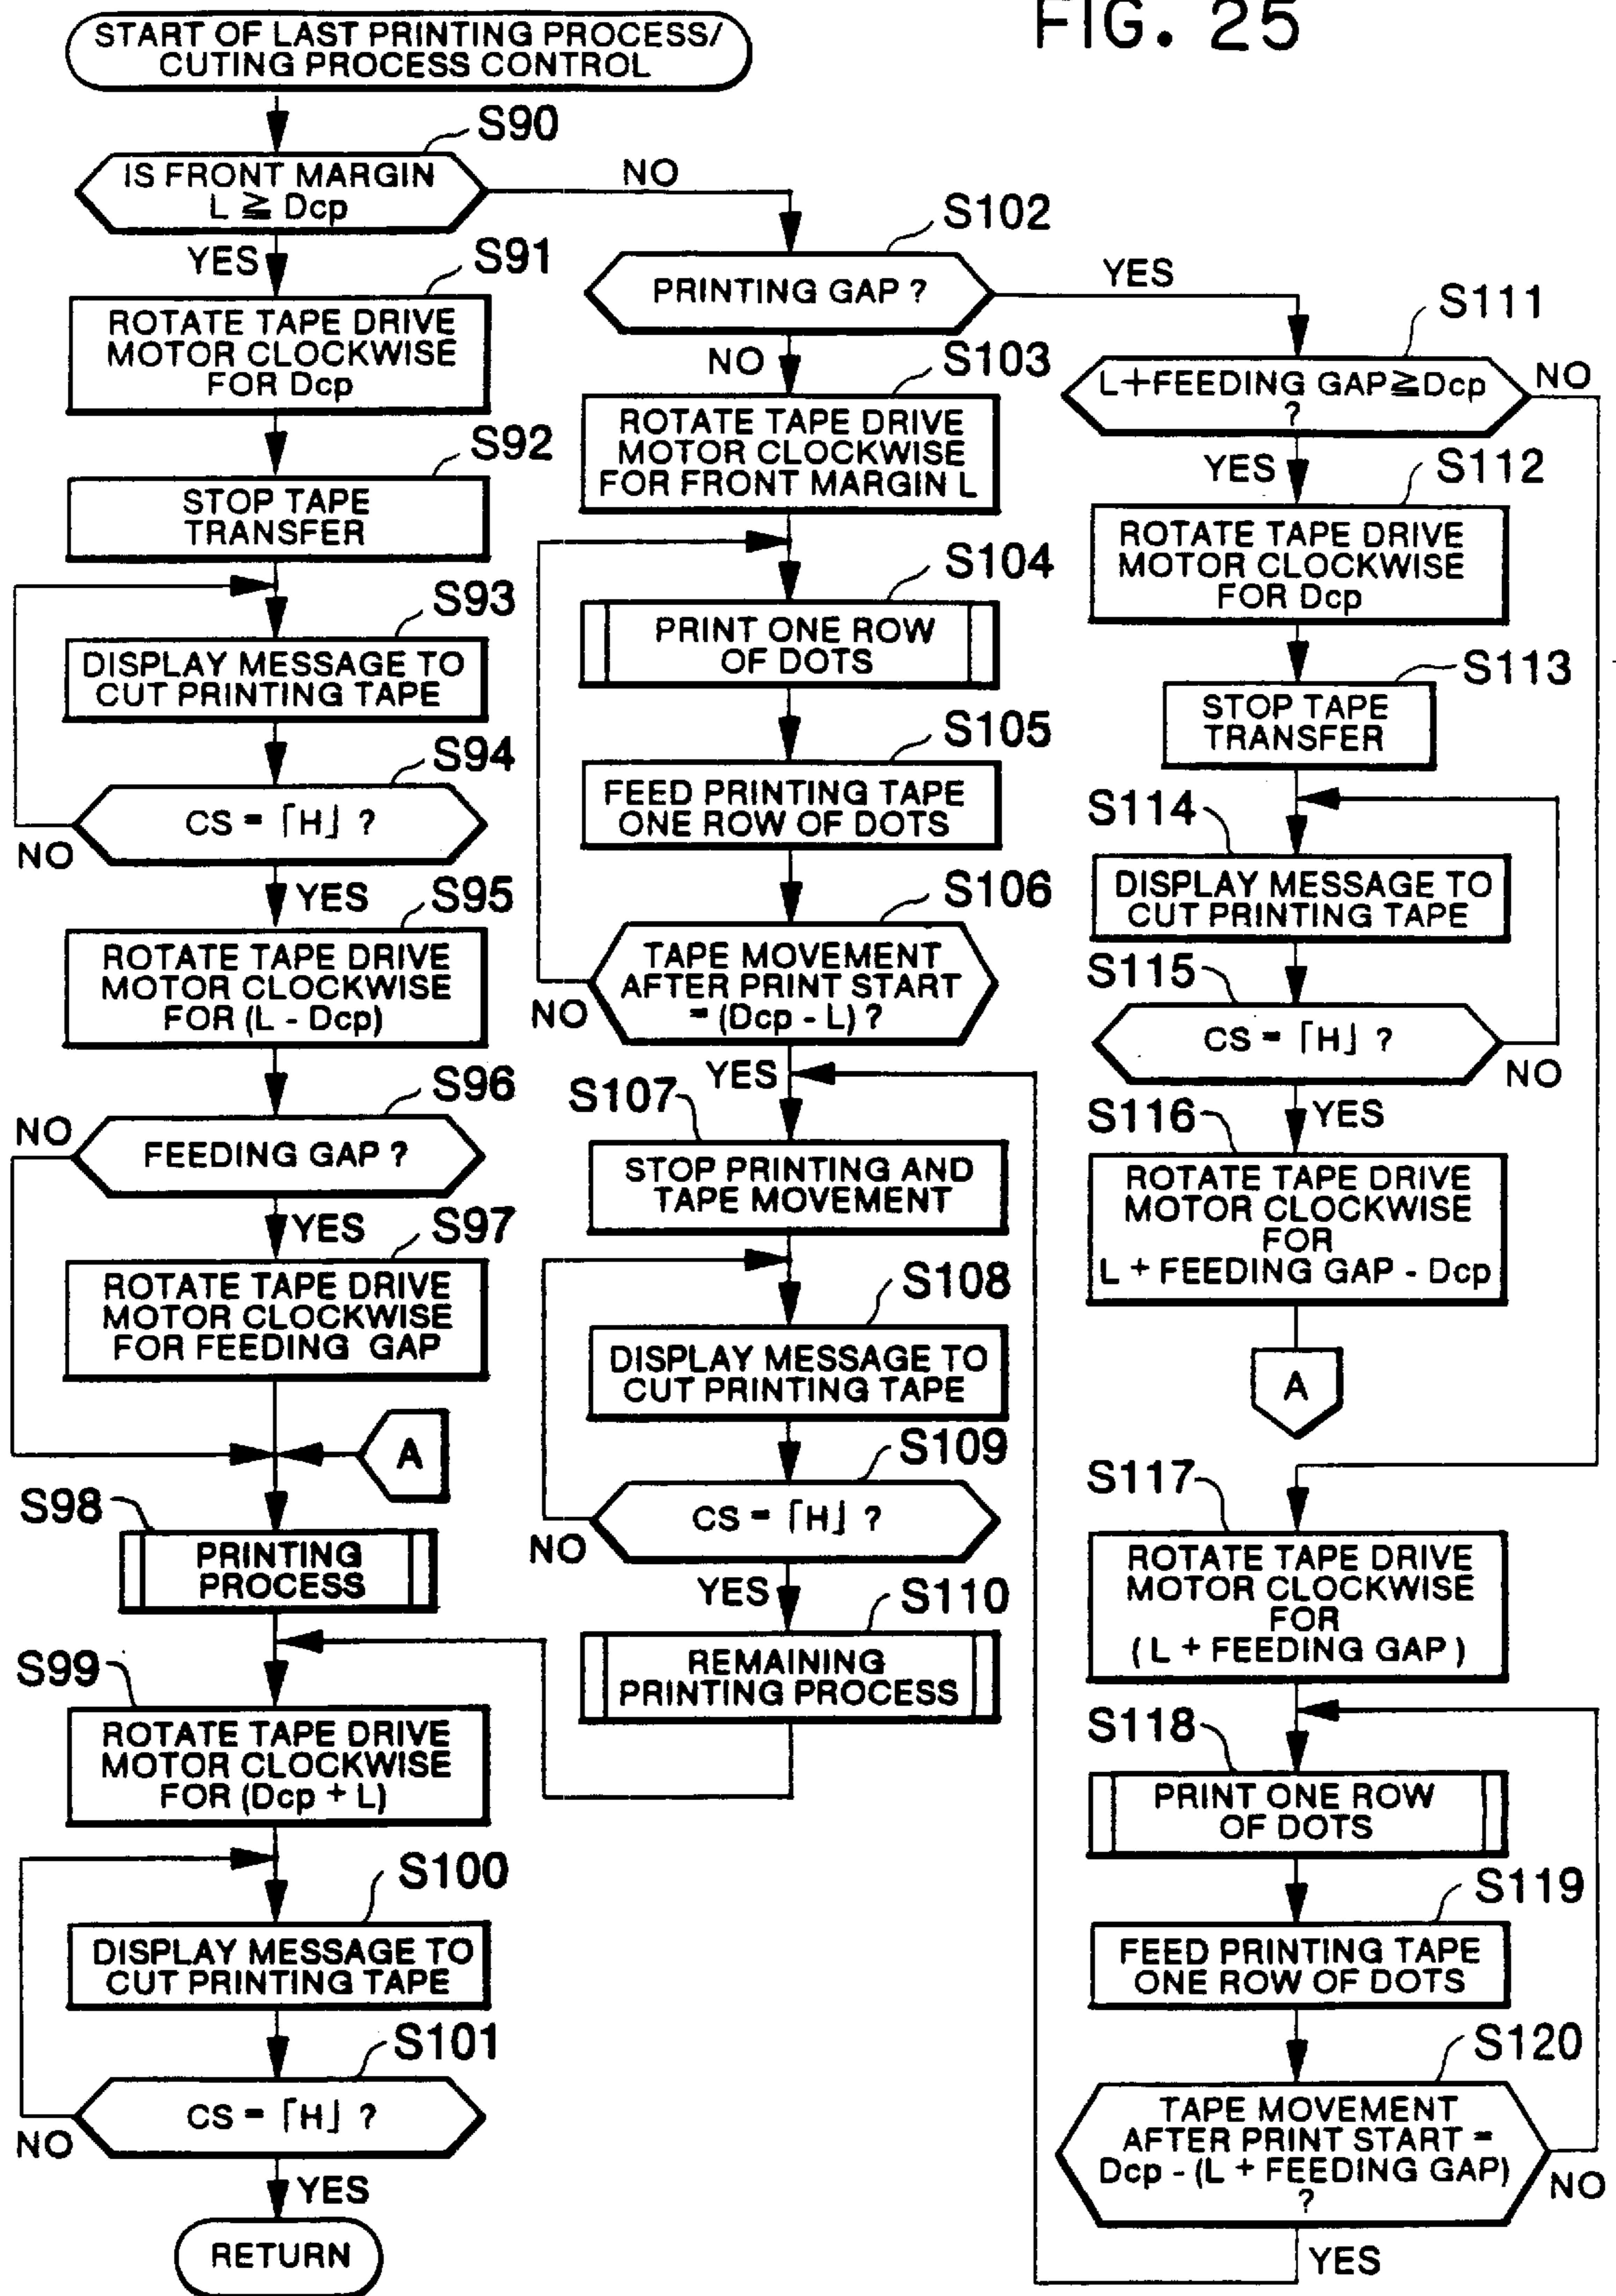 FIG. 25
START OF LAST PRINTING PROCESS/
CUTING PROCESS CONTROL
S90
IS FRONT MARGIN
L ≧ Dcp
NO
YES
S91
ROTATE TAPE DRIVE
MOTOR CLOCKWISE
FOR Dcp
S92
STOP TAPE
TRANSFER
S93
DISPLAY MESSAGE TO
CUT PRINTING TAPE
S94
CS = ⌈H⌋ ?
NO
YES
S95
ROTATE TAPE DRIVE
MOTOR CLOCKWISE
FOR (L - Dcp)
S96
NO
FEEDING GAP ?
YES
S97
ROTATE TAPE DRIVE
MOTOR CLOCKWISE
FOR FEEDING GAP
A
S98
PRINTING
PROCESS
S99
ROTATE TAPE DRIVE
MOTOR CLOCKWISE
FOR (Dcp + L)
S100
DISPLAY MESSAGE TO
CUT PRINTING TAPE
S101
CS = ⌈H⌋ ?
NO
YES
RETURN
S102
PRINTING GAP ?
YES
NO
S103
ROTATE TAPE DRIVE
MOTOR CLOCKWISE
FOR FRONT MARGIN L
S104
PRINT ONE ROW
OF DOTS
S105
FEED PRINTING TAPE
ONE ROW OF DOTS
S106
TAPE MOVEMENT
AFTER PRINT START
= (Dcp - L) ?
NO
YES
S107
STOP PRINTING AND
TAPE MOVEMENT
S108
DISPLAY MESSAGE TO
CUT PRINTING TAPE
S109
CS = ⌈H⌋ ?
NO
YES
S110
REMAINING
PRINTING PROCESS
S111
L+FEEDING GAP≧Dcp
?
NO
YES
S112
ROTATE TAPE DRIVE
MOTOR CLOCKWISE
FOR Dcp
S113
STOP TAPE
TRANSFER
S114
DISPLAY MESSAGE TO
CUT PRINTING TAPE
S115
CS = ⌈H⌋ ?
NO
YES
S116
ROTATE TAPE DRIVE
MOTOR CLOCKWISE
FOR
L + FEEDING GAP - Dcp
A
S117
ROTATE TAPE DRIVE
MOTOR CLOCKWISE
FOR
( L + FEEDING GAP )
S118
PRINT ONE ROW
OF DOTS
S119
FEED PRINTING TAPE
ONE ROW OF DOTS
S120
TAPE MOVEMENT
AFTER PRINT START =
Dcp - (L + FEEDING GAP)
?
NO
YES